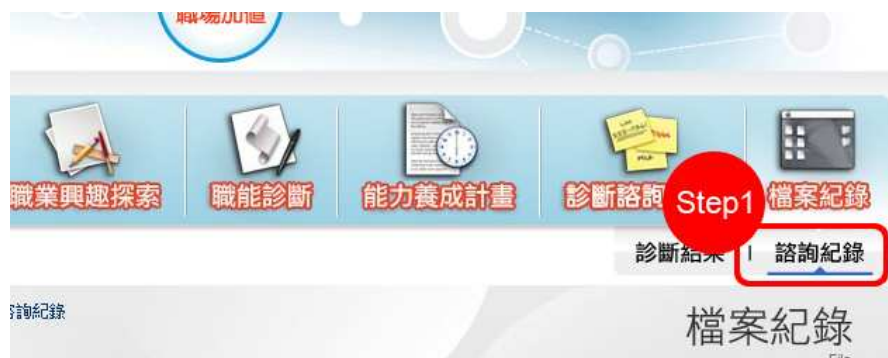 職場加值
職業興趣探索 職能診斷 能力養成計畫 診斷諮詢 檔案紀錄
Step1
診斷結果 | 諮詢紀錄
諮詢紀錄
檔案紀錄